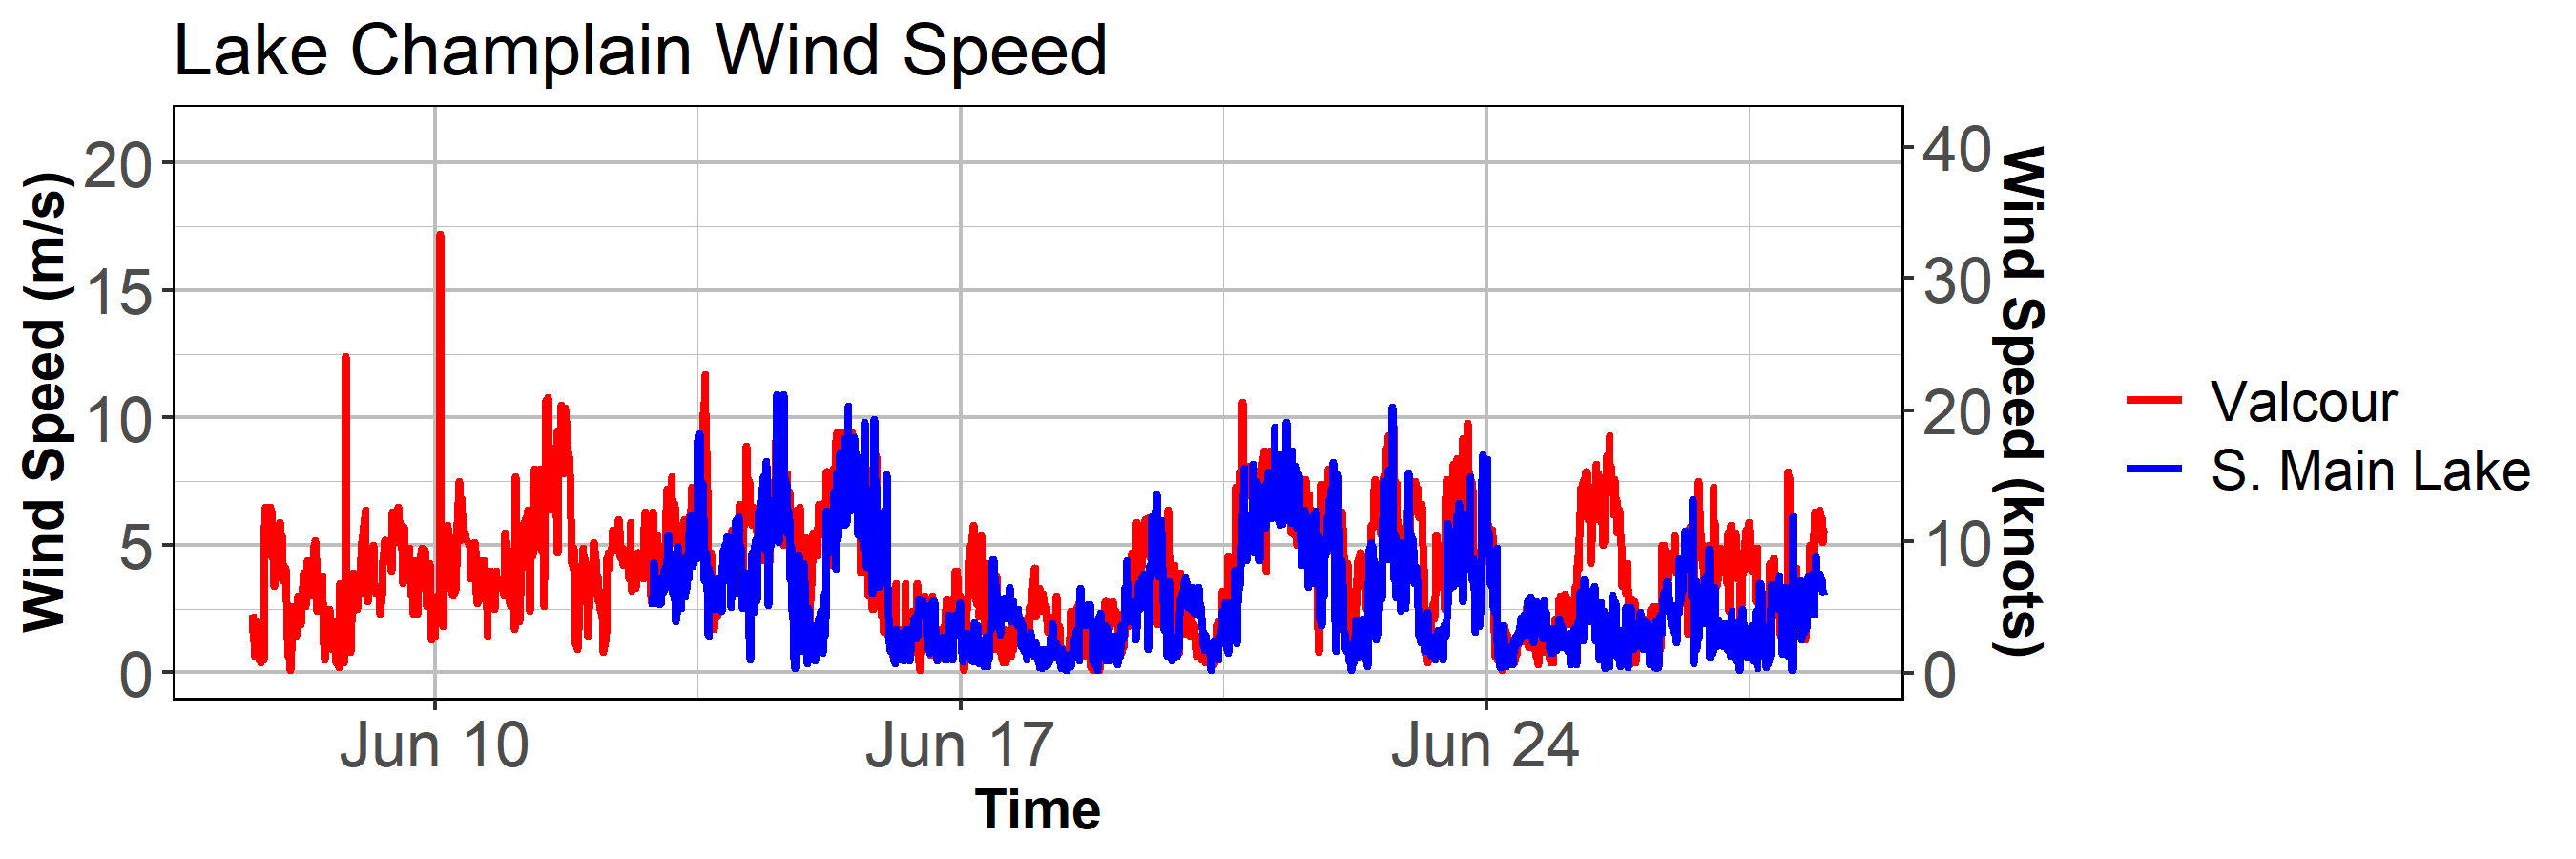 Lake Champlain Wind Speed
Wind Speed (m/s)
20
15
10
5
0
40
30
20
10
0
Wind Speed (knots)
Jun 10
Jun 17
Jun 24
Time
Valcour
S. Main Lake